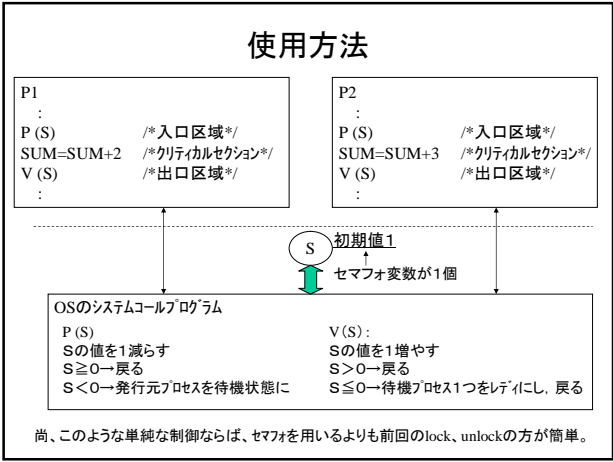 使用方法
P1
:
P (S) /*入口区域*/
SUM=SUM+2 /*ｸﾘﾃｨｶﾙｾｸｼｮﾝ*/
V (S) /*出口区域*/
:
P2
:
P (S) /*入口区域*/
SUM=SUM+3 /*ｸﾘﾃｨｶﾙｾｸｼｮﾝ*/
V (S) /*出口区域*/
:
S 初期値１
セマフォ変数が１個
OSのｼｽﾃﾑｺｰﾙﾌﾟﾛｸﾞﾗﾑ
P (S)
Ｓの値を１減らす
Ｓ≧０→戻る
Ｓ＜０→発行元ﾌﾟﾛｾｽを待機状態に
V（S）:
Ｓの値を１増やす
Ｓ＞０→戻る
Ｓ≦０→待機ﾌﾟﾛｾｽ１つをﾚﾃﾞｨにし，戻る
尚、このような単純な制御ならば、ｾﾏﾌｫを用いるよりも前回のlock、unlockの方が簡単。